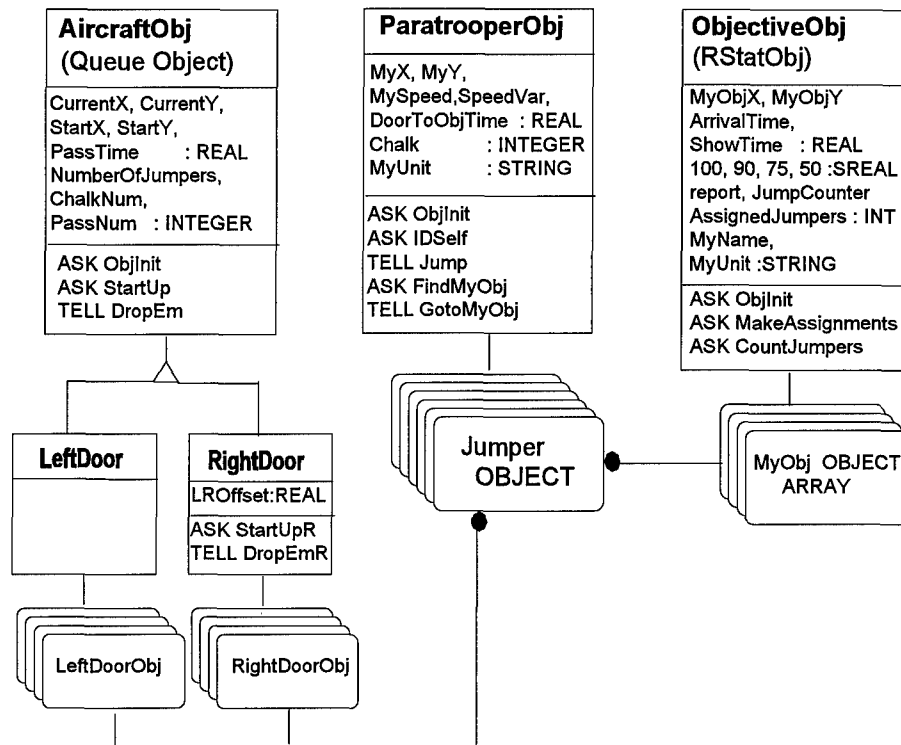 AircraftObj
(Queue Object)
CurrentX, CurrentY,
StartX, StartY,
PassTime : REAL
NumberOfJumpers,
ChalkNum,
PassNum : INTEGER
ASK ObjInit
ASK StartUp
TELL DropEm
ParatrooperObj
MyX, MyY,
MySpeed,SpeedVar,
DoorToObjTime : REAL
Chalk : INTEGER
MyUnit : STRING
ASK ObjInit
ASK IDSelf
TELL Jump
ASK FindMyObj
TELL GotoMyObj
ObjectiveObj
(RStatObj)
MyObjX, MyObjY
ArrivalTime,
ShowTime : REAL
100, 90, 75, 50 :SREAL
report, JumpCounter
AssignedJumpers : INT
MyName,
MyUnit :STRING
ASK ObjInit
ASK MakeAssignments
ASK CountJumpers
LeftDoor
RightDoor
LROffset:REAL
ASK StartUpR
TELL DropEmR
Jumper
OBJECT
MyObj OBJECT
ARRAY
LeftDoorObj
RightDoorObj